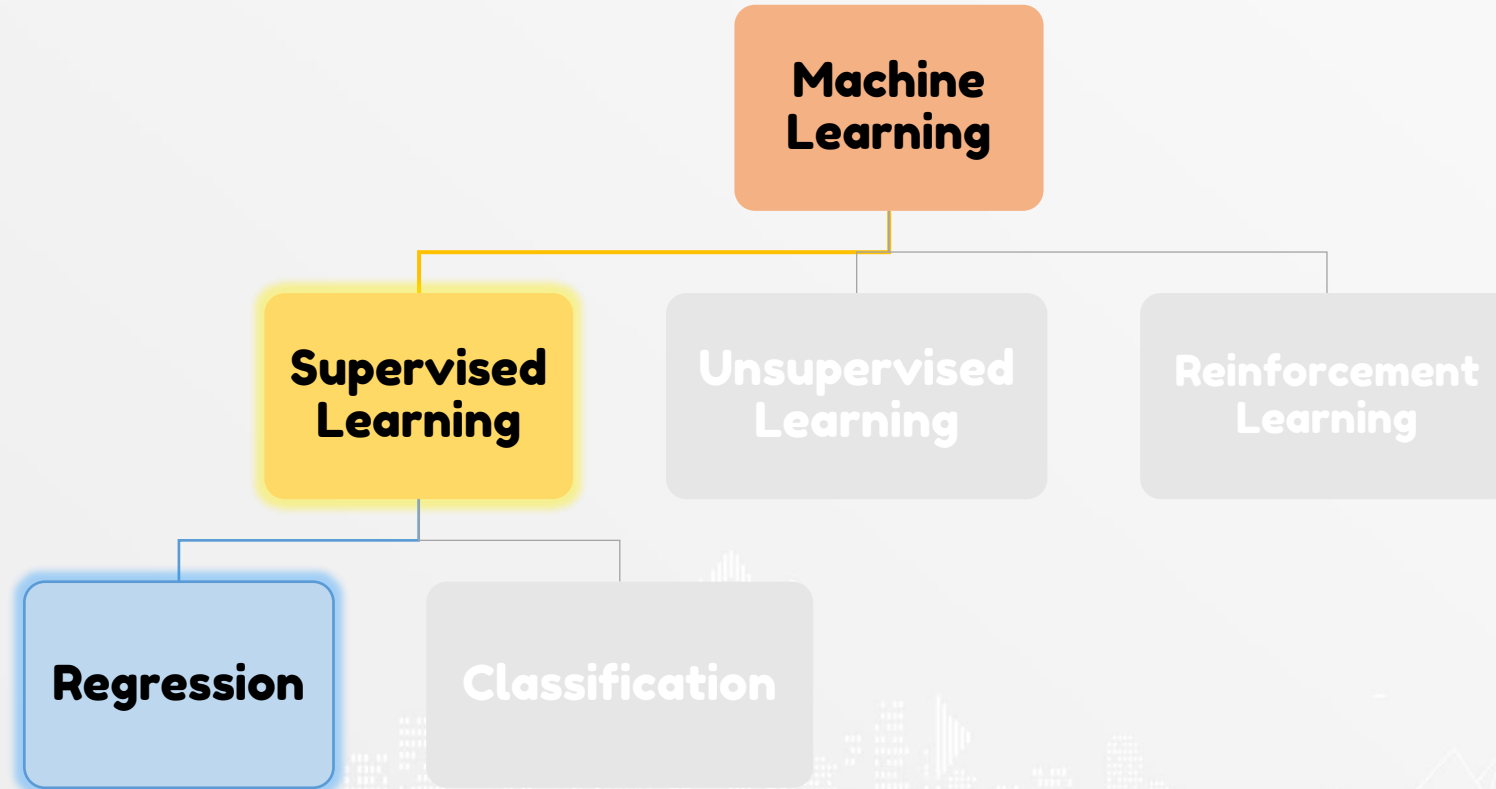 Machine
Learning
Supervised
Learning
Unsupervised
Learning
Reinforcement
Learning
Regression
Classification